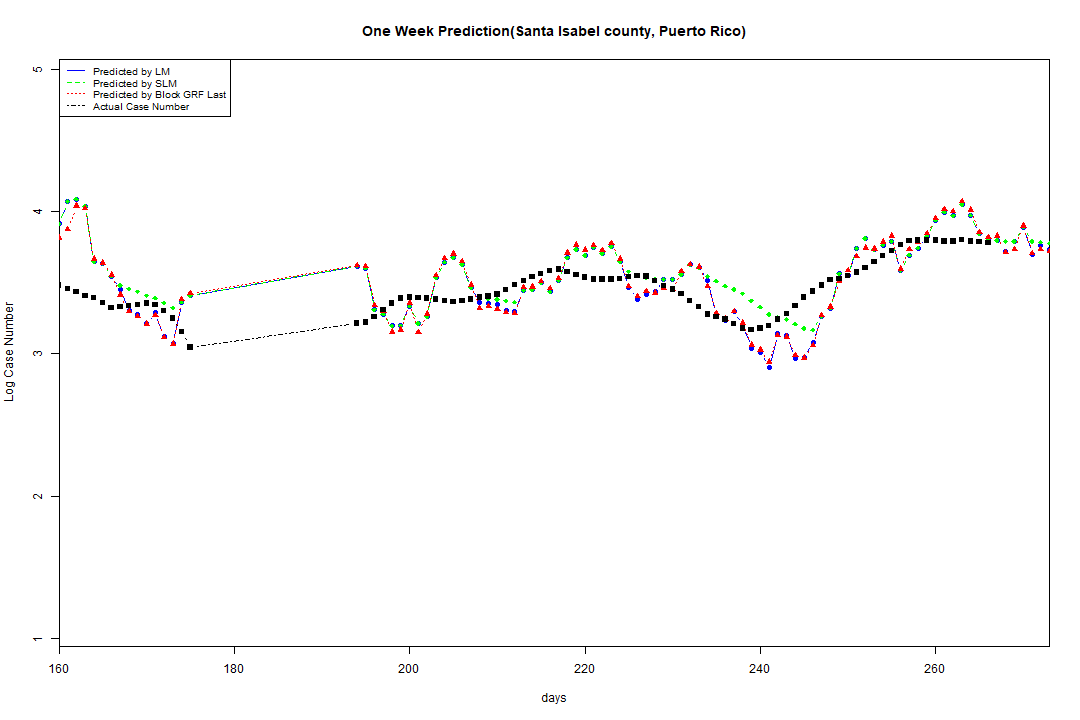 One Week Prediction(Santa Isabel county, Puerto Rico)
Predicted by LM
Predicted by SLM
Predicted by Block GRF Last
Actual Case Number
5
4
3
2
1
Log Case Number
160 180 200 220 240 260
days